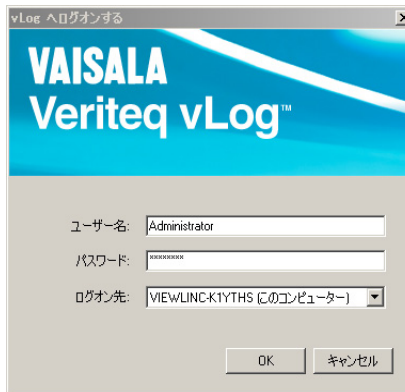 vLog へログオンする
VAISALA
Veriteq vLog™
ユーザー名: Administrator
パスワード: ********
ログオン先: VIEWLINC-K1YTHS (このコンピューター)
OK キャンセル